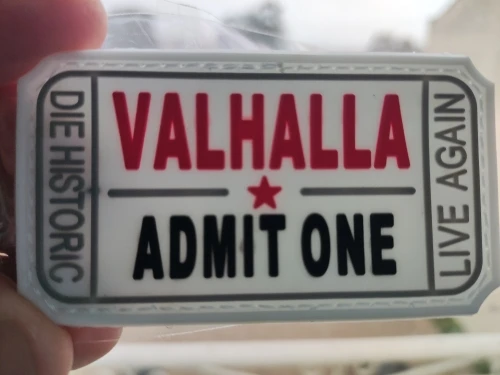 DIE HISTORIC
VALHALLA
ADMIT ONE
LIVE AGAIN